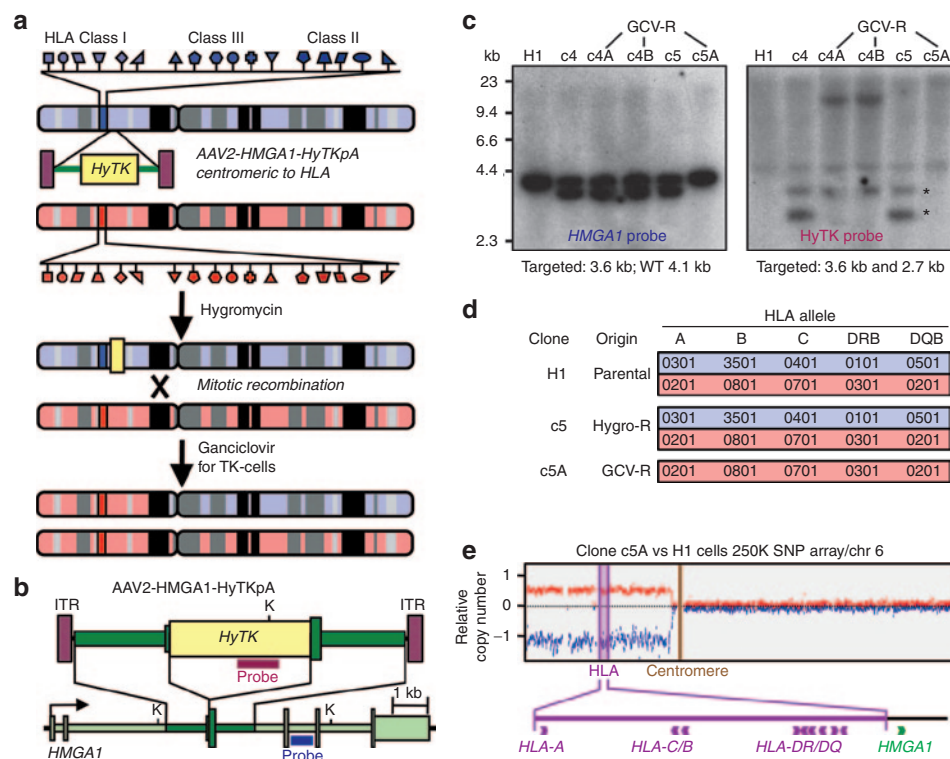 a
HLA Class I
Class III
Class II
HyTK
AAV2-HMGA1-HyTKpA
centromeric to HLA
Hygromycin
Mitotic recombination
Ganciclovir
for TK-cells
b
AAV2-HMGA1-HyTKpA
ITR
K
ITR
HyTK
Probe
1 kb
K
K
HMGA1
Probe
c
GCV-R
GCV-R
kb
H1 c4 c4A c4B c5 c5A
H1 c4 c4A c4B c5 c5A
23
9.4
6.6
4.4
2.3
*
*
HMGA1 probe
HyTK probe
Targeted: 3.6 kb; WT 4.1 kb
Targeted: 3.6 kb and 2.7 kb
d
HLA allele
Clone Origin A B C DRB DQB
H1 Parental
0301 3501 0401 0101 0501
0201 0801 0701 0301 0201
c5 Hygro-R
0301 3501 0401 0101 0501
0201 0801 0701 0301 0201
c5A GCV-R 0201 0801 0701 0301 0201
e
Clone c5A vs H1 cells 250K SNP array/chr 6
Relative
copy number
1
0
−1
HLA
Centromere
HLA-A
HLA-C/B
HLA-DR/DQ
HMGA1